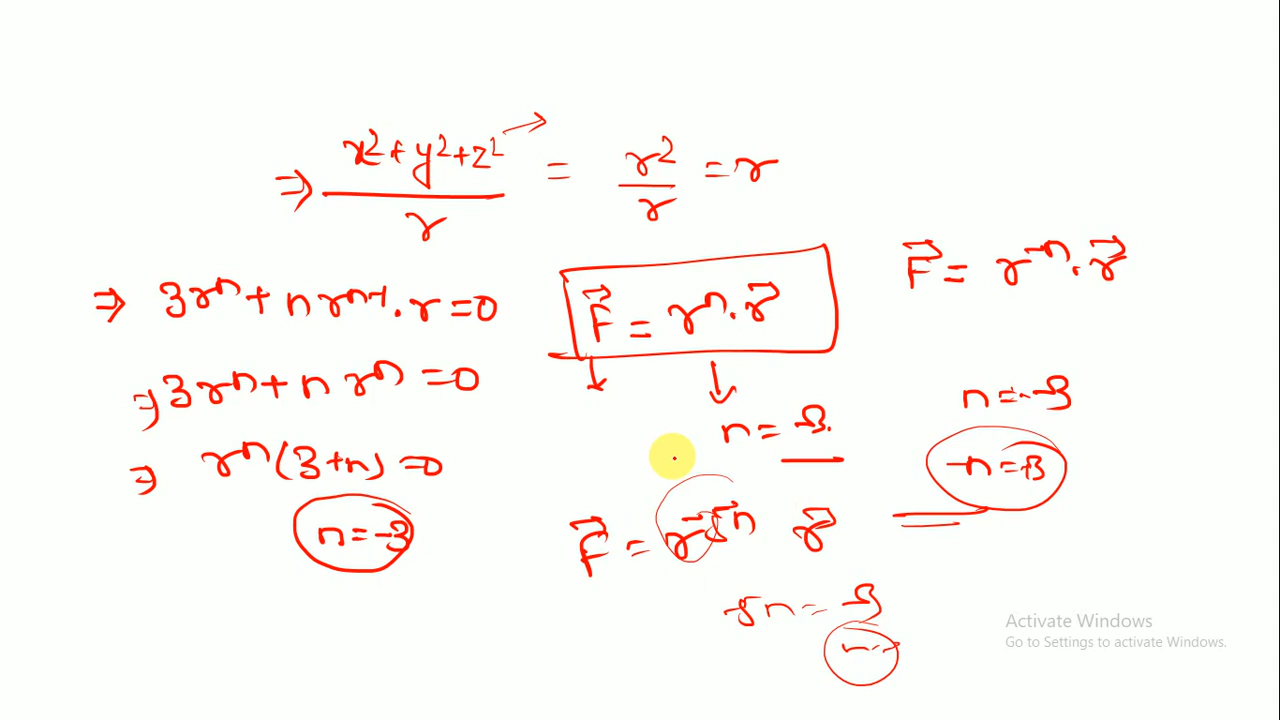 ⇒ x²+y²+z² / r = r² / r = r
⇒ 3rⁿ + n rⁿ⁻¹ . r = 0
⇒ 3rⁿ + n rⁿ = 0
⇒ rⁿ (3+n) = 0
n = -3
F⃗ = rⁿ . r⃗
n = -3.
F⃗ = r⁻ⁿ . r⃗
n = -3
-n = -3
F⃗ = r⁻⁵ⁿ r⃗
Activate Windows
Go to Settings to activate Windows.